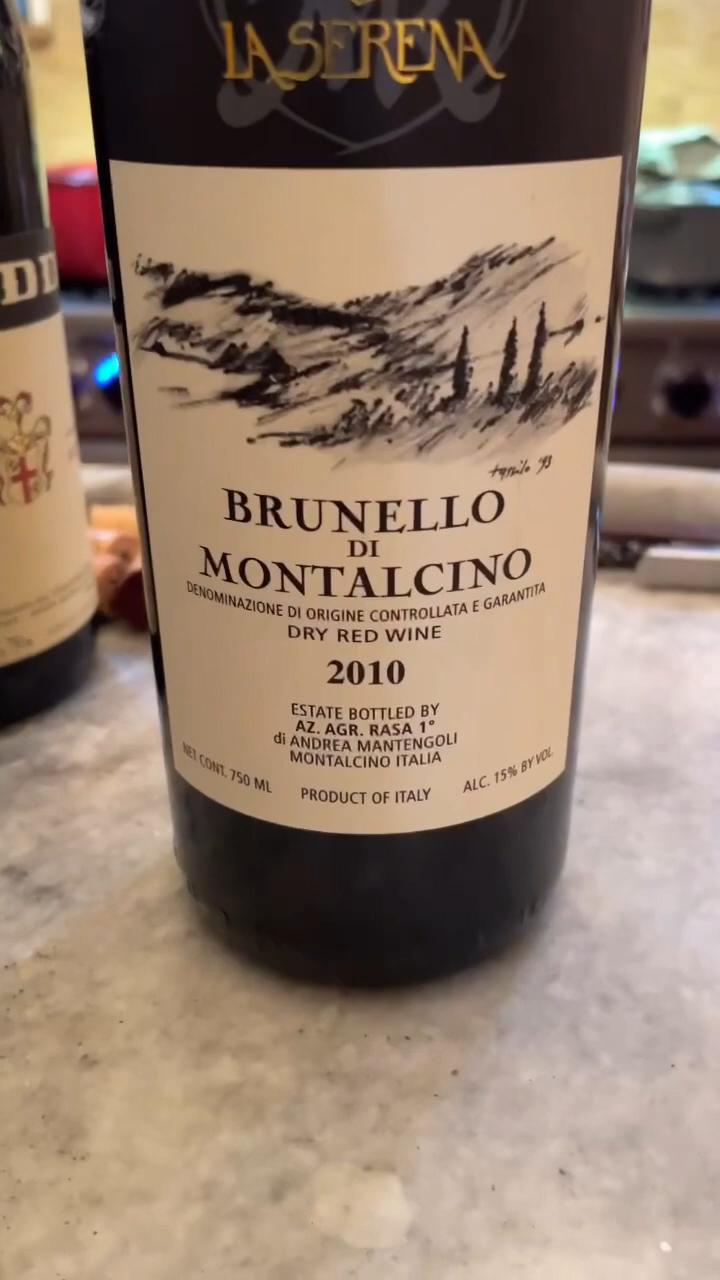 LA SERENA
BRUNELLO
DI
MONTALCINO
DENOMINAZIONE DI ORIGINE CONTROLLATA E GARANTITA
DRY RED WINE
2010
ESTATE BOTTLED BY
AZ. AGR. RASA 1°
di ANDREA MANTENGOLI
MONTALCINO ITALIA
NET CONT. 750 ML
PRODUCT OF ITALY
ALC. 15% BY VOL.
DD